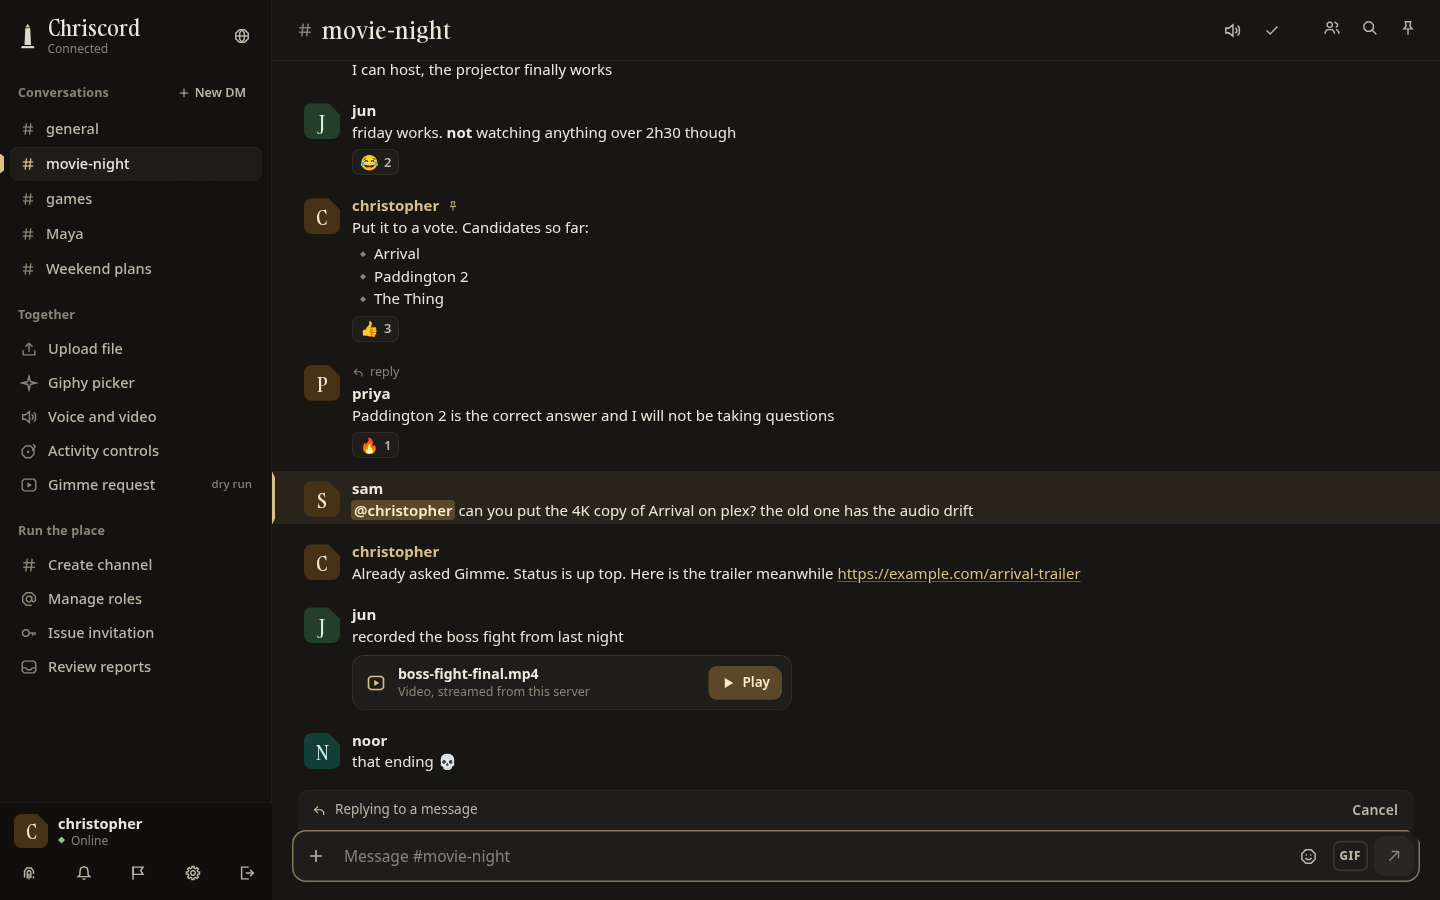 Chriscord
Connected
Conversations
+ New DM
# general
# movie-night
# games
# Maya
# Weekend plans
Together
Upload file
Giphy picker
Voice and video
Activity controls
Gimme request dry run
Run the place
# Create channel
Manage roles
Issue invitation
Review reports
C
christopher
Online
# movie-night
I can host, the projector finally works
J
jun
friday works. not watching anything over 2h30 though
😂 2
C
christopher
Put it to a vote. Candidates so far:
Arrival
Paddington 2
The Thing
👍 3
reply
P
priya
Paddington 2 is the correct answer and I will not be taking questions
🔥 1
S
sam
@christopher can you put the 4K copy of Arrival on plex? the old one has the audio drift
C
christopher
Already asked Gimme. Status is up top. Here is the trailer meanwhile https://example.com/arrival-trailer
J
jun
recorded the boss fight from last night
boss-fight-final.mp4
Video, streamed from this server
Play
N
noor
that ending 💀
Replying to a message
Cancel
Message #movie-night
GIF